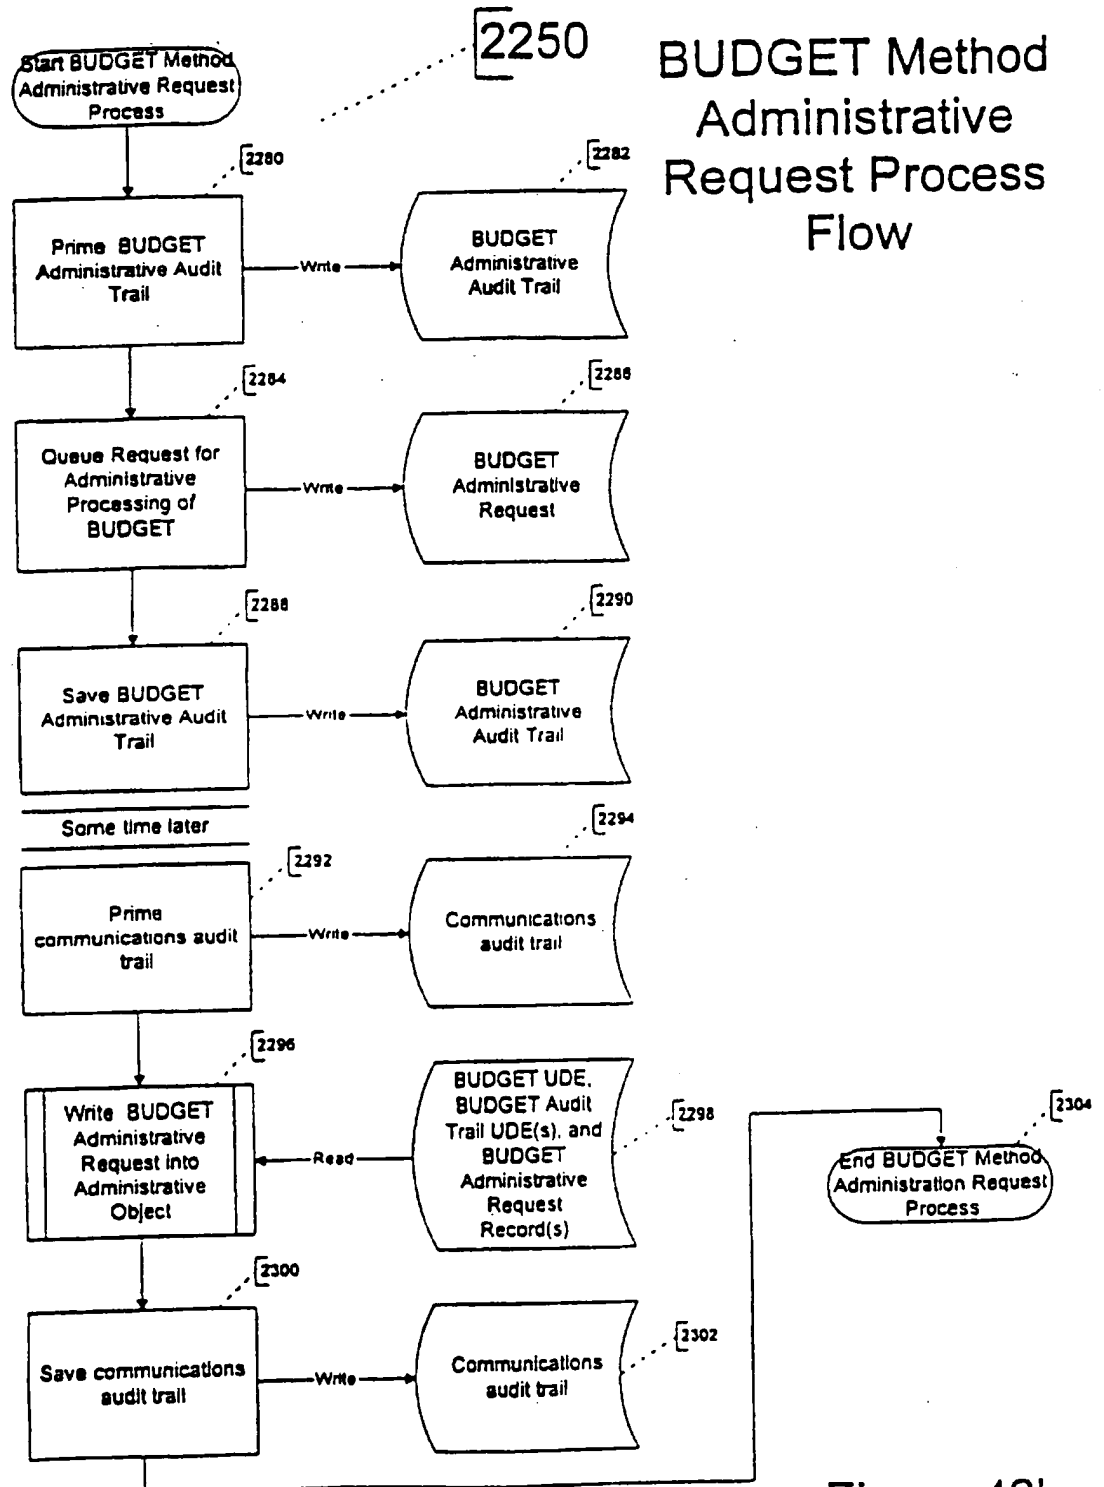 2250
BUDGET Method
Administrative
Request Process
Flow
Start BUDGET Method
Administrative Request
Process
2280
Prime BUDGET
Administrative Audit
Trail
Write
2282
BUDGET
Administrative
Audit Trail
2284
Queue Request for
Administrative
Processing of
BUDGET
Write
2286
BUDGET
Administrative
Request
2288
Save BUDGET
Administrative Audit
Trail
Write
2290
BUDGET
Administrative
Audit Trail
Some time later
2292
Prime
communications audit
trail
Write
2294
Communications
audit trail
2296
Write BUDGET
Administrative
Request into
Administrative
Object
Read
BUDGET UDE,
BUDGET Audit
Trail UDE(s), and
BUDGET
Administrative
Request
Record(s)
2298
2300
Save communications
audit trail
Write
2302
Communications
audit trail
2304
End BUDGET Method
Administration Request
Process